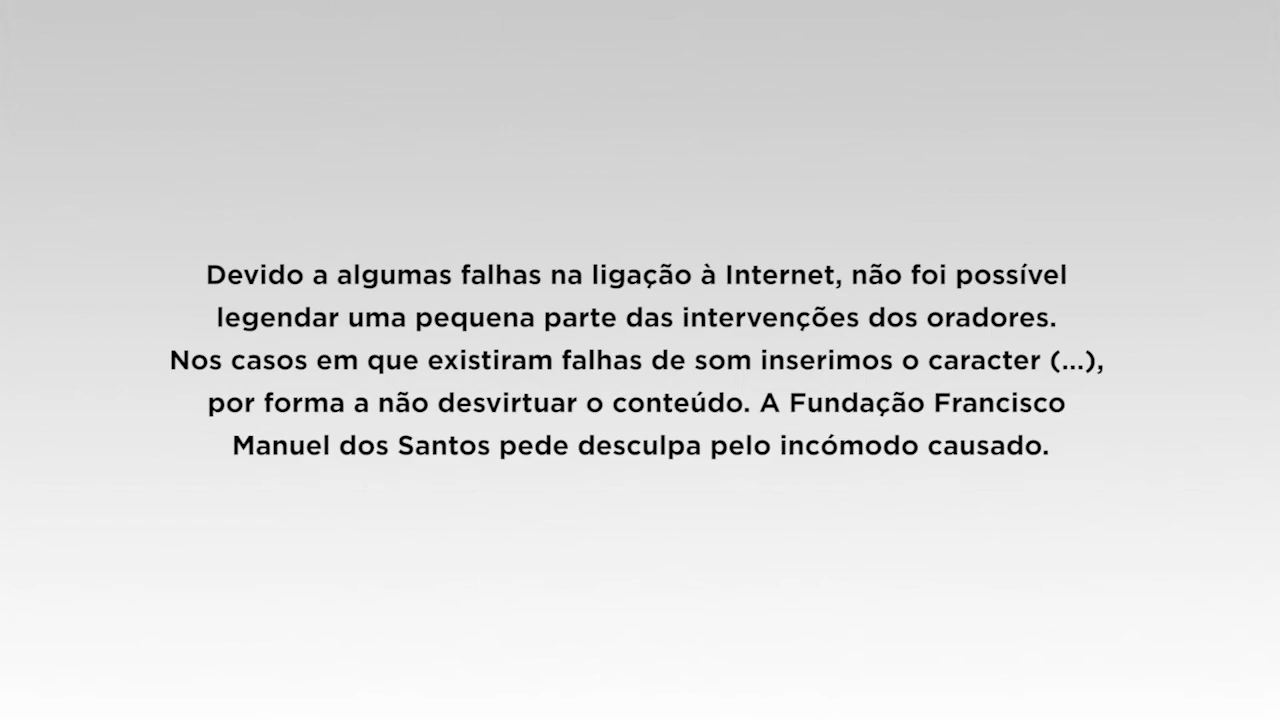 Devido a algumas falhas na ligação à Internet, não foi possível
legendar uma pequena parte das intervenções dos oradores.
Nos casos em que existiram falhas de som inserimos o caracter (...),
por forma a não desvirtuar o conteúdo. A Fundação Francisco
Manuel dos Santos pede desculpa pelo incómodo causado.